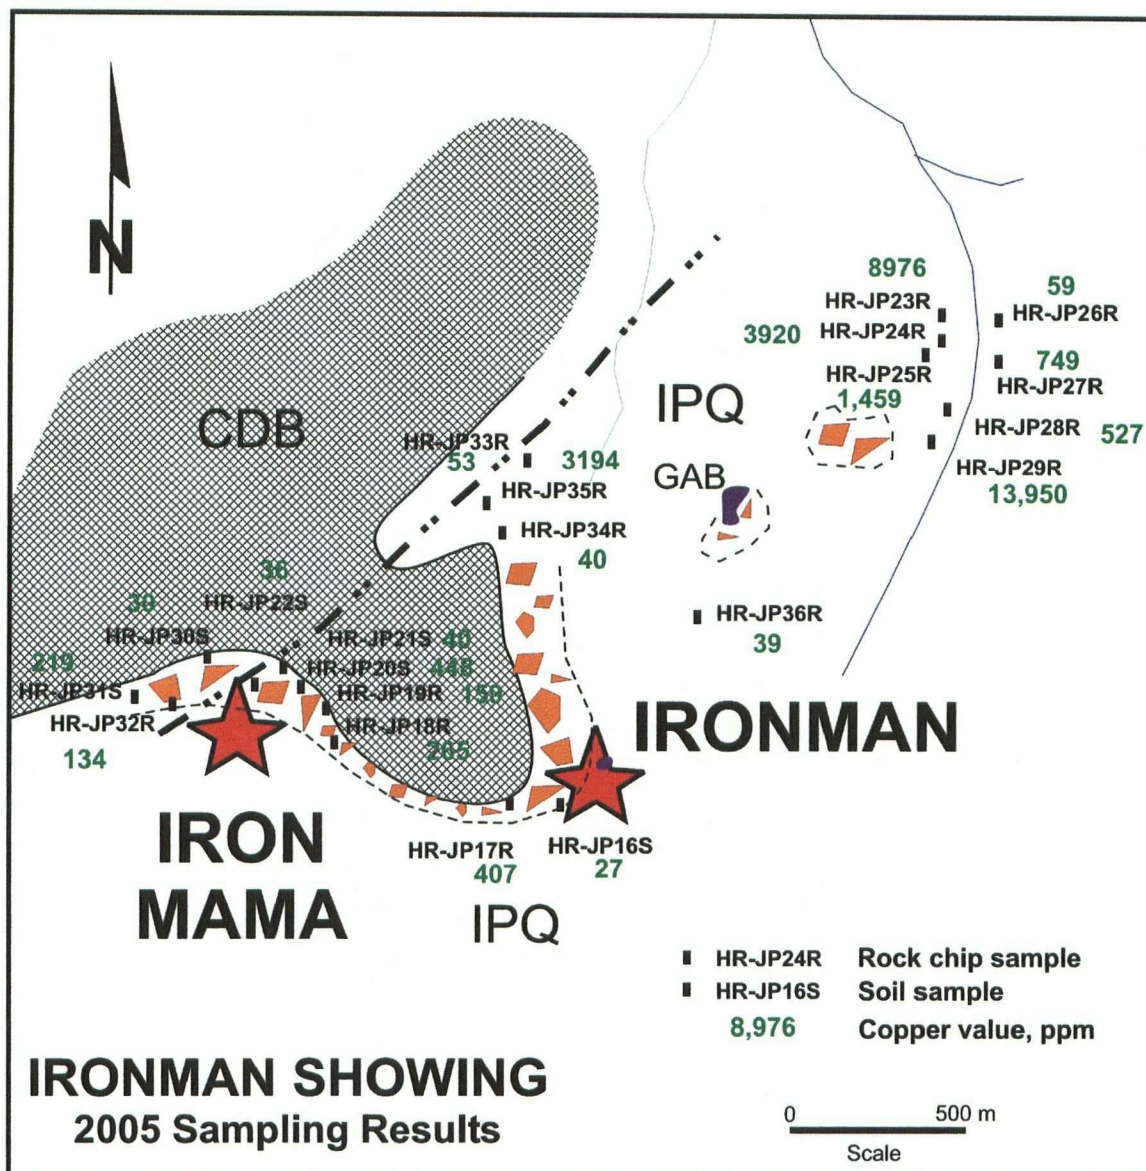 N
8976
HR-JP23R
59
HR-JP26R
3920
HR-JP24R
HR-JP25R
749
HR-JP27R
1,459
IPQ
CDB
HR-JP33R
53
3194
HR-JP28R
527
GAB
HR-JP29R
13,950
HR-JP35R
HR-JP34R
40
36
HR-JP22S
30
HR-JP30S
HR-JP36R
39
HR-JP21S
40
219
HR-JP20S
448
HR-JP31S
HR-JP19R
159
HR-JP32R
HR-JP18R
134
265
IRONMAN
IRON
MAMA
HR-JP17R
407
HR-JP16S
27
IPQ
HR-JP24R Rock chip sample
HR-JP16S Soil sample
8,976 Copper value, ppm
IRONMAN SHOWING
2005 Sampling Results
0 500 m
Scale